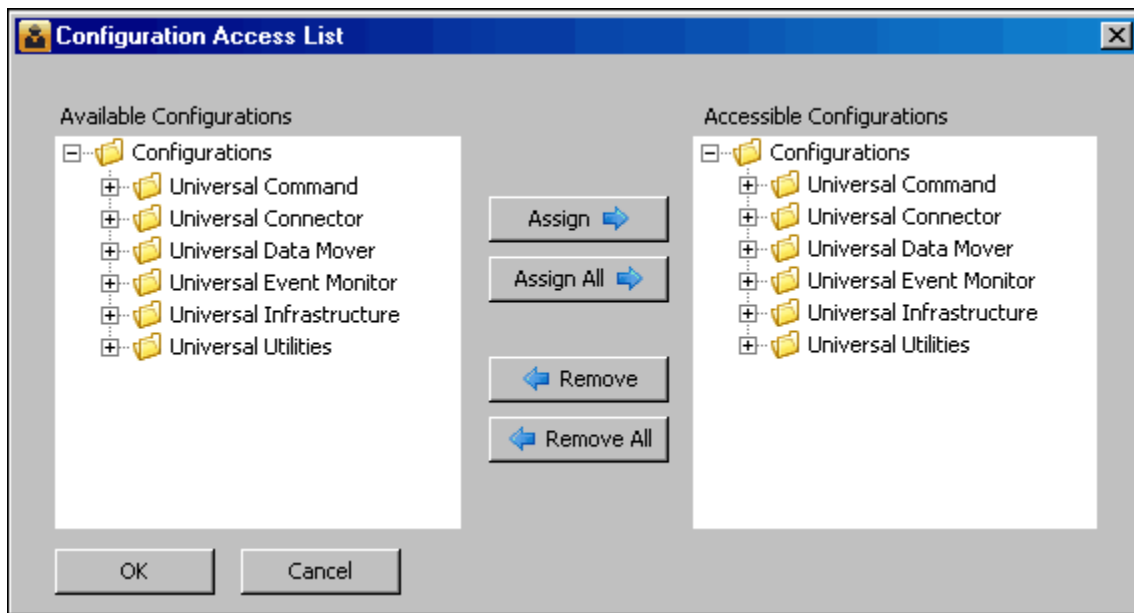 Configuration Access List
Available Configurations
Configurations
Universal Command
Universal Connector
Universal Data Mover
Universal Event Monitor
Universal Infrastructure
Universal Utilities
Assign
Assign All
Remove
Remove All
Accessible Configurations
Configurations
Universal Command
Universal Connector
Universal Data Mover
Universal Event Monitor
Universal Infrastructure
Universal Utilities
OK
Cancel